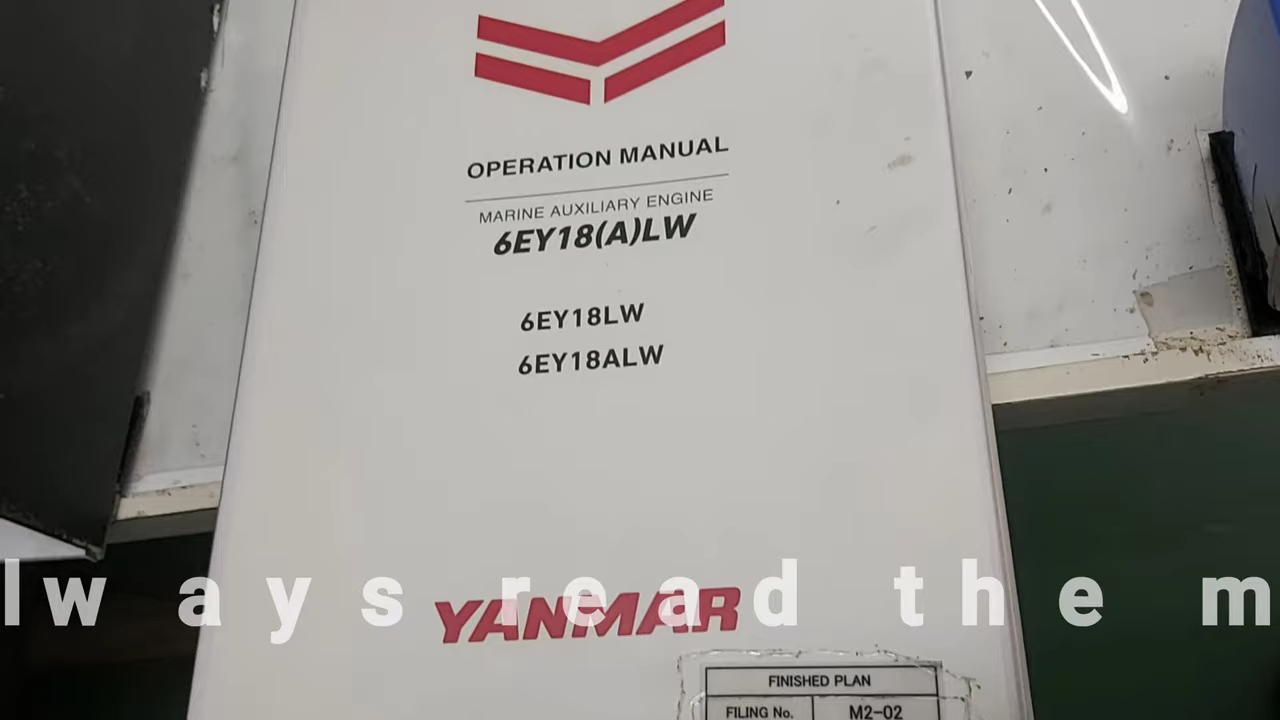 OPERATION MANUAL
MARINE AUXILIARY ENGINE
6EY18(A)LW
6EY18LW
6EY18ALW
lways read the m
YANMAR
FINISHED PLAN
FILING No. M2-02